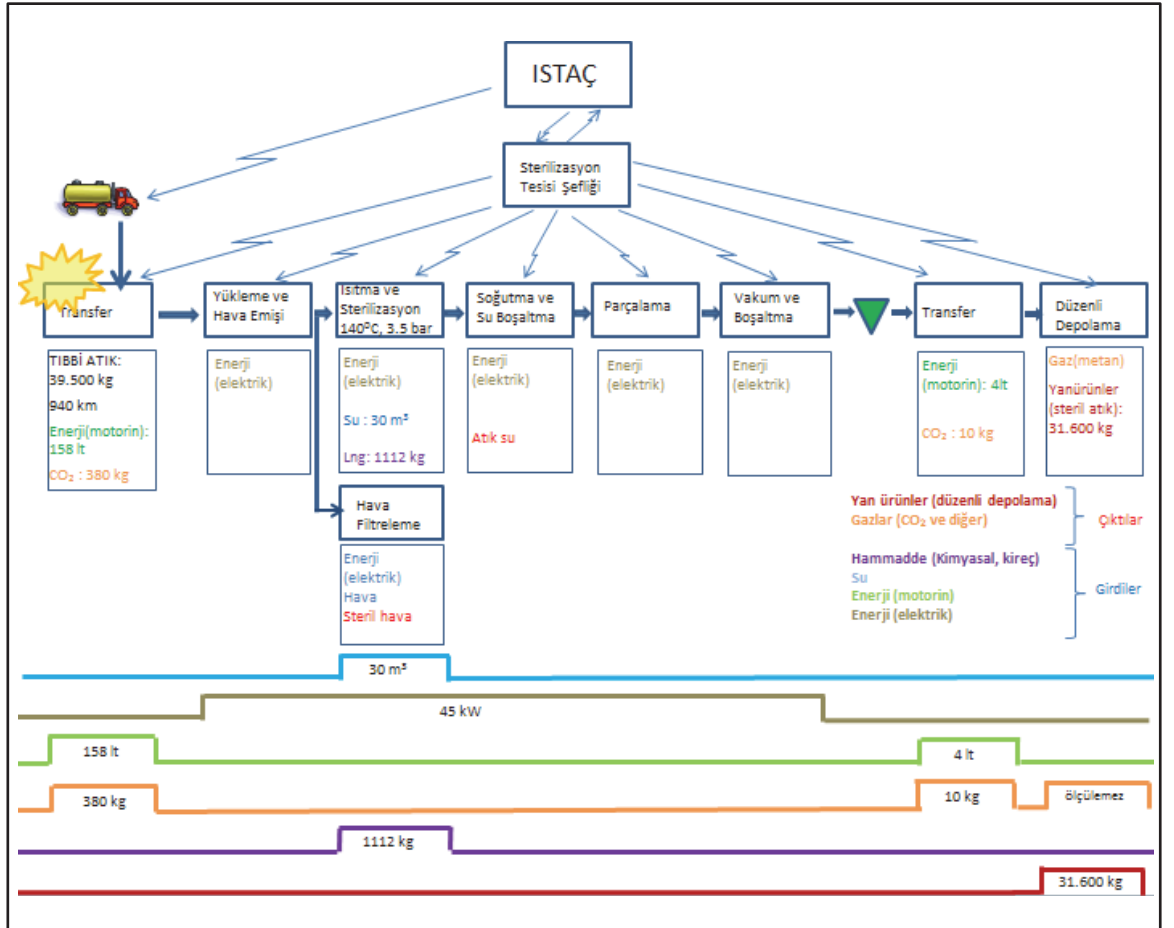 ISTAÇ
Sterilizasyon
Tesisi Şefliği
Transfer
Yükleme ve
Hava Emişi
Isıtma ve
Sterilizasyon
140⁰C, 3.5 bar
Soğutma ve
Su Boşaltma
Parçalama
Vakum ve
Boşaltma
Transfer
Düzenli
Depolama
TIBBİ ATIK:
39.500 kg
940 km
Enerji(motorin):
158 lt
CO₂ : 380 kg
Enerji
(elektrik)
Enerji
(elektrik)
Su : 30 m³
Lng: 1112 kg
Enerji
(elektrik)
Atık su
Enerji
(elektrik)
Enerji
(elektrik)
Enerji
(motorin): 4lt
CO₂ : 10 kg
Gaz(metan)
Yanürünler
(steril atık):
31.600 kg
Hava
Filtreleme
Enerji
(elektrik)
Hava
Steril hava
Yan ürünler (düzenli depolama)
Gazlar (CO₂ ve diğer)
Çıktılar
Hammadde (Kimyasal, kireç)
Su
Enerji (motorin)
Enerji (elektrik)
Girdiler
30 m³
45 kW
158 lt
4 lt
380 kg
10 kg
ölçülemez
1112 kg
31.600 kg